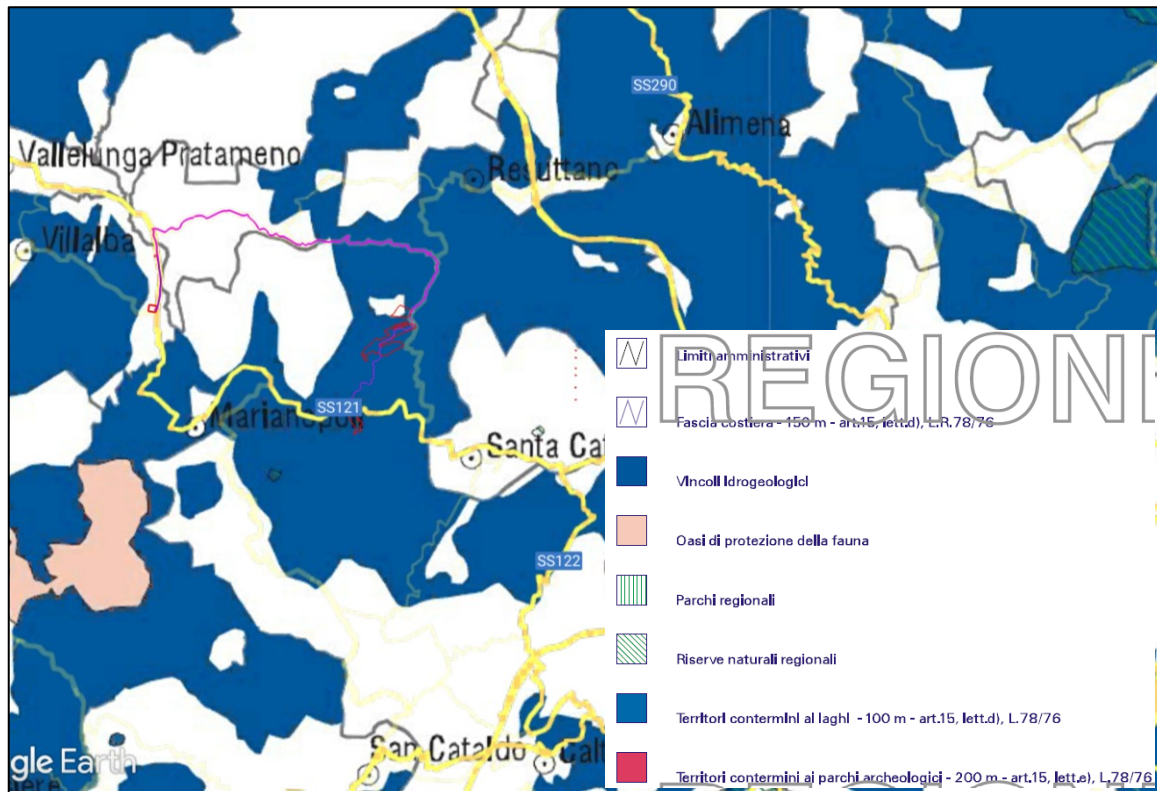 SS290
Alimena
Vallelunga Pratameno
Resuttano
Villalba
SS121
Marianopoli
Santa Cat
SS122
San Cataldo
Calt
gle Earth
nere
REGIONI
Limiti amministrativi
Fascia costiera - 150 m - art.15, lett.d), L.R.78/76
Vincoli idrogeologici
Oasi di protezione della fauna
Parchi regionali
Riserve naturali regionali
Territori contermini ai laghi - 100 m - art.15, lett.d), L.78/76
Territori contermini ai parchi archeologici - 200 m - art.15, lett.e), L.78/76